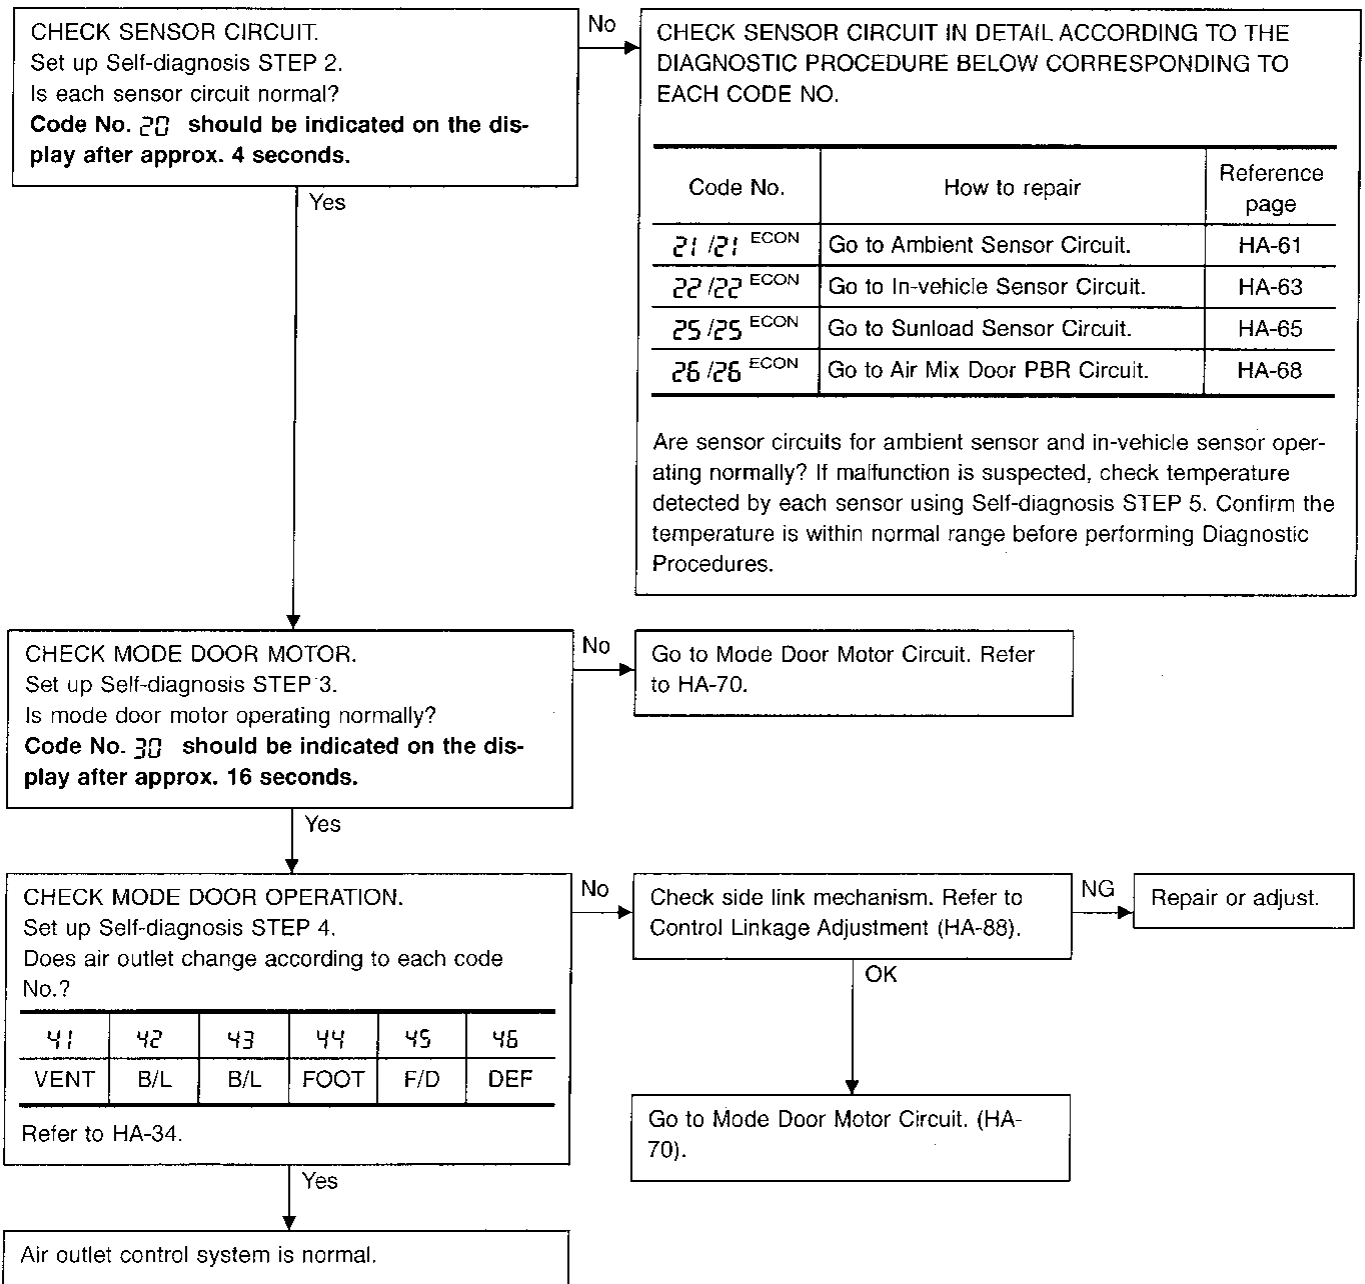 CHECK SENSOR CIRCUIT.
Set up Self-diagnosis STEP 2.
Is each sensor circuit normal?
Code No. 20 should be indicated on the dis-
play after approx. 4 seconds.
No
CHECK SENSOR CIRCUIT IN DETAIL ACCORDING TO THE
DIAGNOSTIC PROCEDURE BELOW CORRESPONDING TO
EACH CODE NO.
Code No. How to repair Reference
page
21 /21 ECON Go to Ambient Sensor Circuit. HA-61
22 /22 ECON Go to In-vehicle Sensor Circuit. HA-63
25 /25 ECON Go to Sunload Sensor Circuit. HA-65
26 /26 ECON Go to Air Mix Door PBR Circuit. HA-68
Are sensor circuits for ambient sensor and in-vehicle sensor oper-
ating normally? If malfunction is suspected, check temperature
detected by each sensor using Self-diagnosis STEP 5. Confirm the
temperature is within normal range before performing Diagnostic
Procedures.
Yes
CHECK MODE DOOR MOTOR.
Set up Self-diagnosis STEP 3.
Is mode door motor operating normally?
Code No. 30 should be indicated on the dis-
play after approx. 16 seconds.
No
Go to Mode Door Motor Circuit. Refer
to HA-70.
Yes
CHECK MODE DOOR OPERATION.
Set up Self-diagnosis STEP 4.
Does air outlet change according to each code
No.?
41 42 43 44 45 46
VENT B/L B/L FOOT F/D DEF
Refer to HA-34.
No
Check side link mechanism. Refer to
Control Linkage Adjustment (HA-88).
NG
Repair or adjust.
OK
Go to Mode Door Motor Circuit. (HA-
70).
Yes
Air outlet control system is normal.